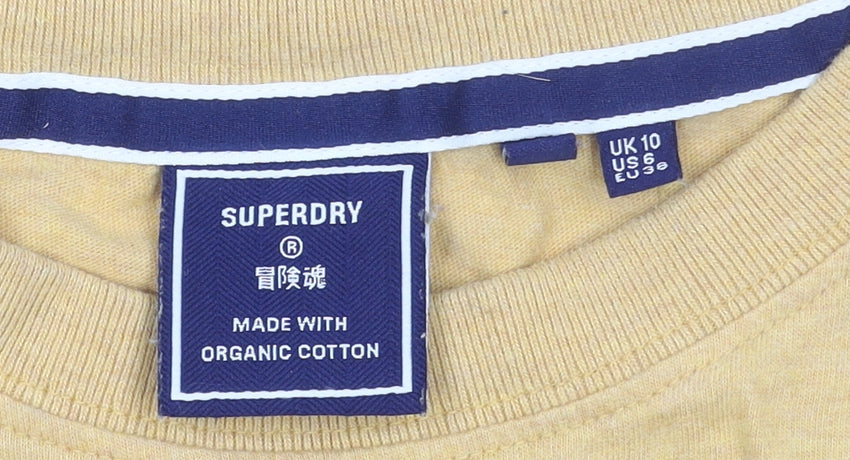 SUPERDRY
®
冒険魂
MADE WITH
ORGANIC COTTON
UK 10
US 6
EU 38